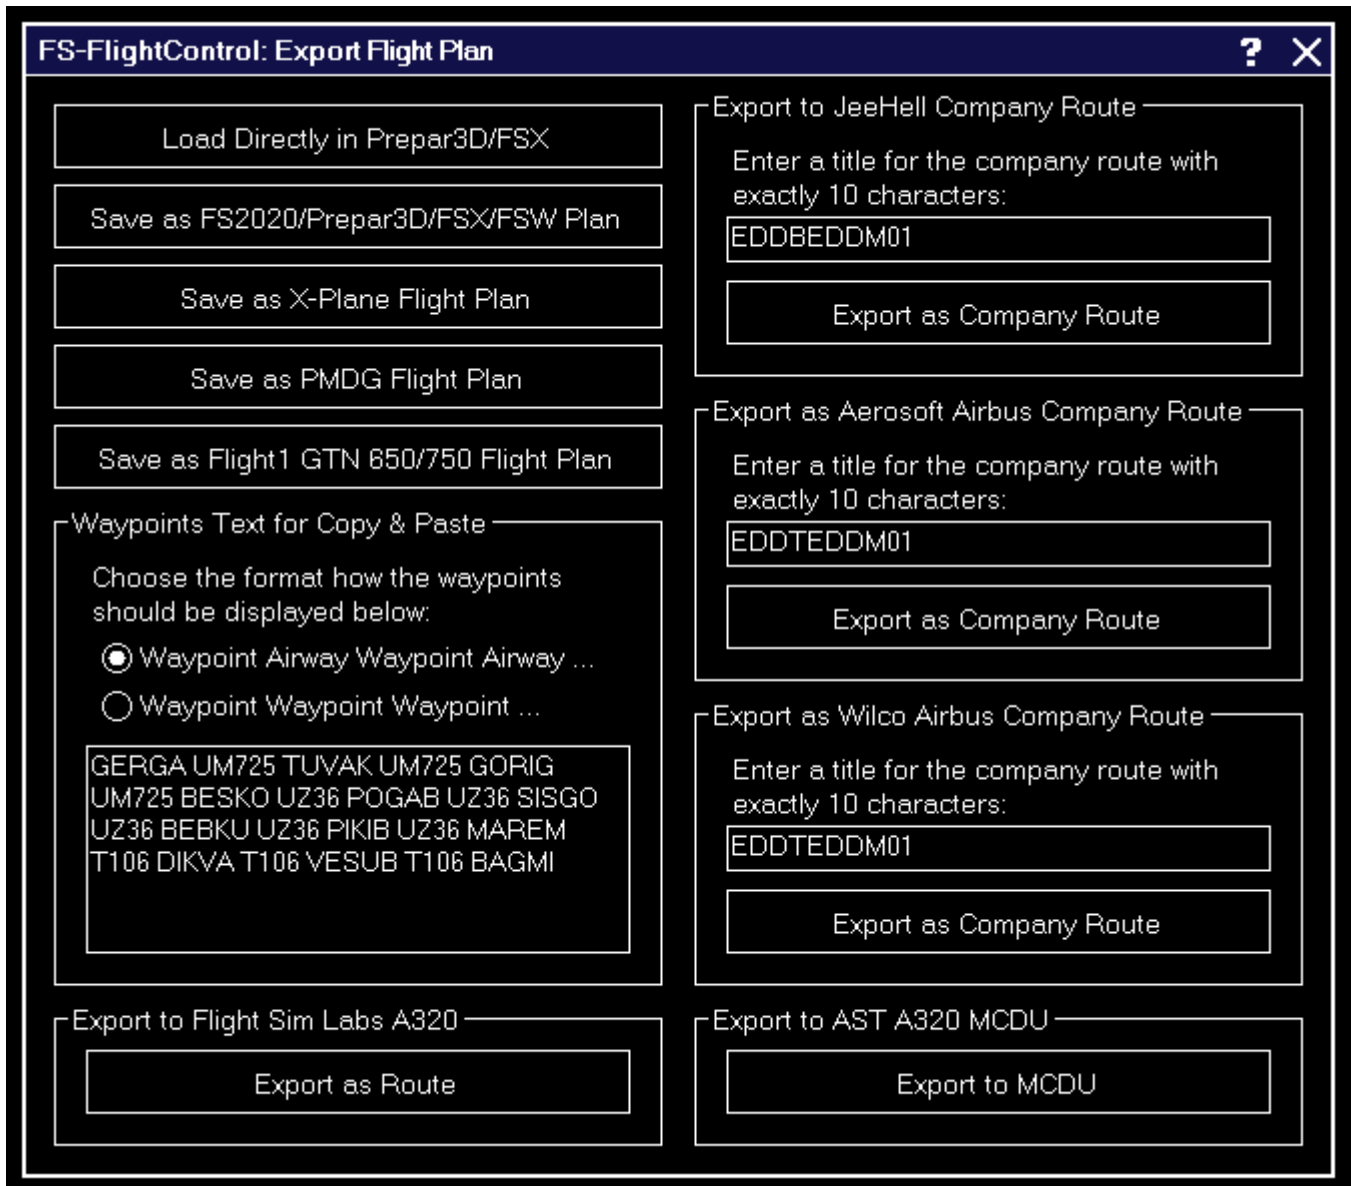 FS-FlightControl: Export Flight Plan
?
Load Directly in Prepar3D/FSX
Save as FS2020/Prepar3D/FSX/FSW Plan
Save as X-Plane Flight Plan
Save as PMDG Flight Plan
Save as Flight1 GTN 650/750 Flight Plan
Waypoints Text for Copy & Paste
Choose the format how the waypoints
should be displayed below:
Waypoint Airway Waypoint Airway ...
Waypoint Waypoint Waypoint ...
GERGA UM725 TUVAK UM725 GORIG
UM725 BESKO UZ36 POGAB UZ36 SISGO
UZ36 BEBKU UZ36 PIKIB UZ36 MAREM
T106 DIKVA T106 VESUB T106 BAGMI
Export to Flight Sim Labs A320
Export as Route
Export to JeeHell Company Route
Enter a title for the company route with
exactly 10 characters:
EDDBEDDM01
Export as Company Route
Export as Aerosoft Airbus Company Route
Enter a title for the company route with
exactly 10 characters:
EDDTEDDM01
Export as Company Route
Export as Wilco Airbus Company Route
Enter a title for the company route with
exactly 10 characters:
EDDTEDDM01
Export as Company Route
Export to AST A320 MCDU
Export to MCDU